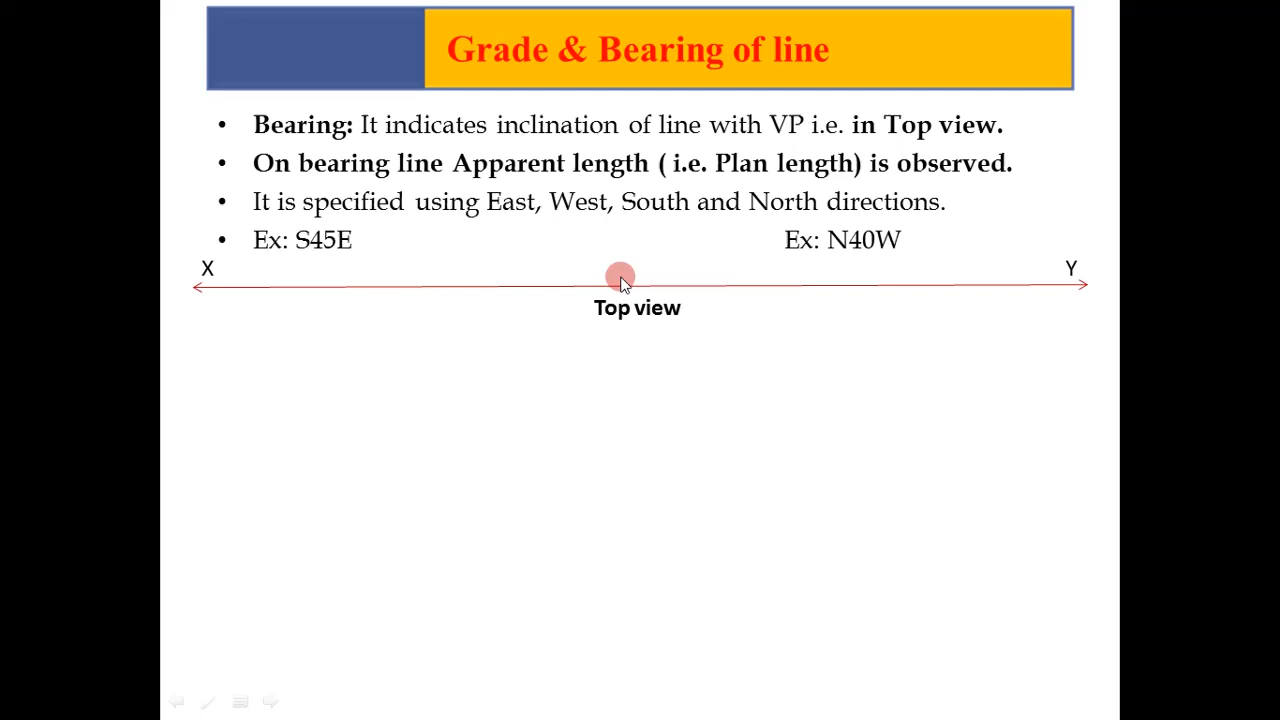 Grade & Bearing of line
• Bearing: It indicates inclination of line with VP i.e. in Top view.
• On bearing line Apparent length ( i.e. Plan length) is observed.
• It is specified using East, West, South and North directions.
• Ex: S45E Ex: N40W
X Y
Top view